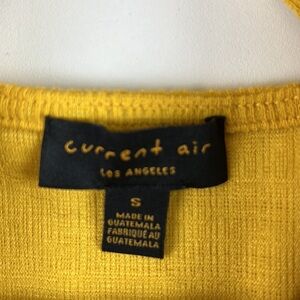 current air
LOS ANGELES
S
MADE IN
GUATEMALA
FABRIQUÉ AU
GUATEMALA